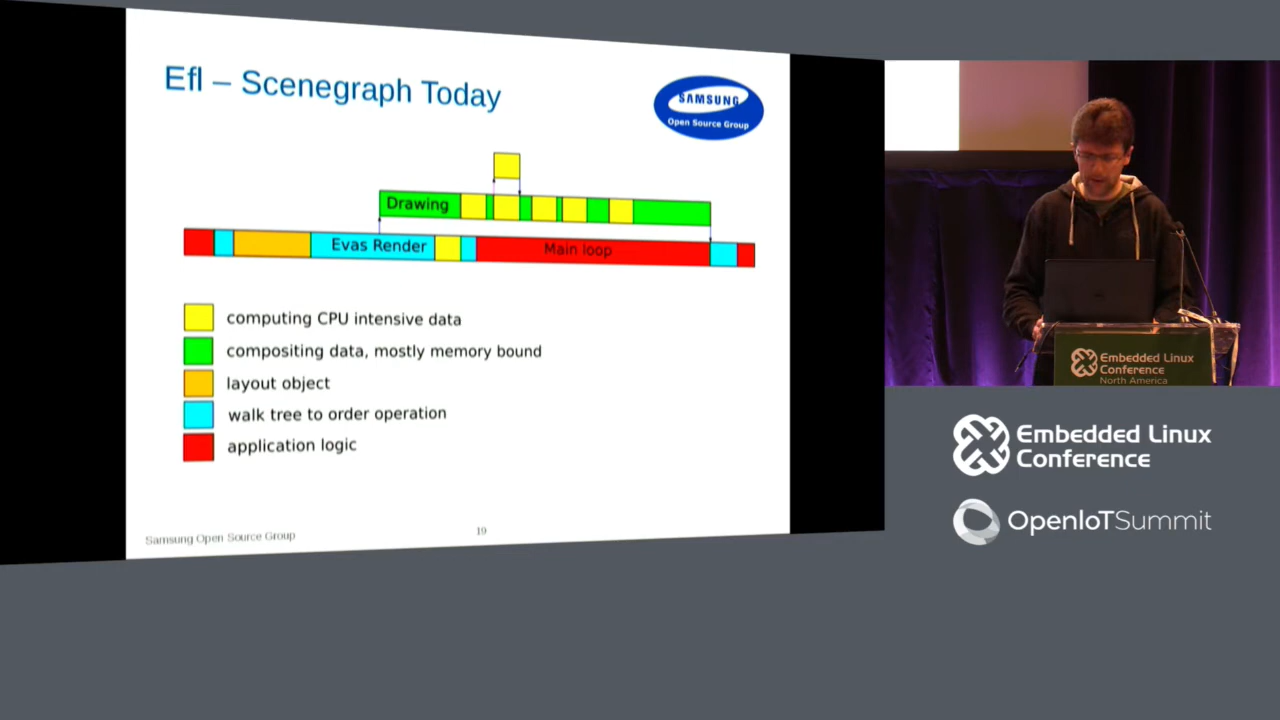 Efl – Scenegraph Today
SAMSUNG
Open Source Group
Drawing
Evas Render
Main loop
computing CPU intensive data
compositing data, mostly memory bound
layout object
walk tree to order operation
application logic
Samsung Open Source Group
19
Embedded Linux
Conference
North America
Embedded Linux
Conference
OpenIoTSummit